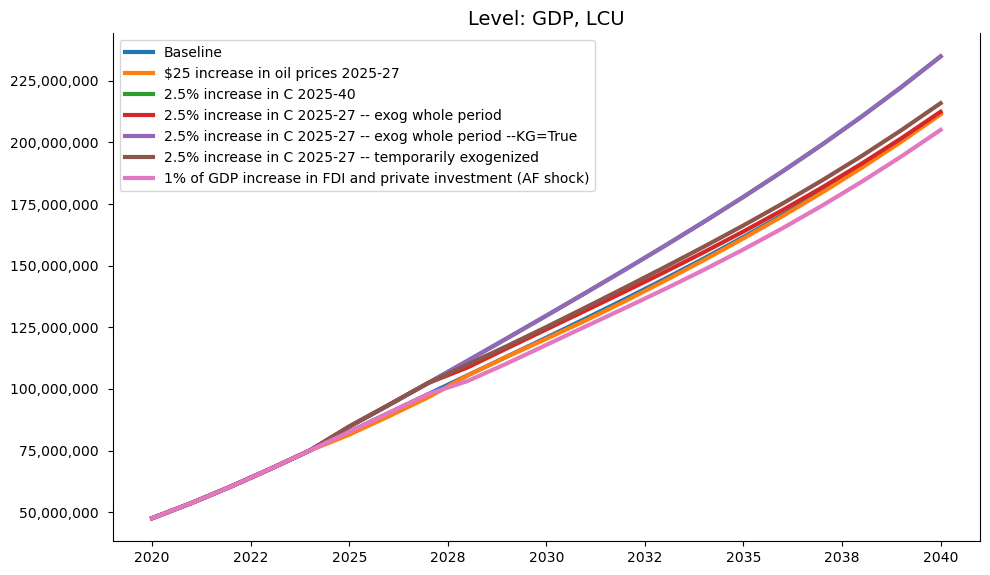 Level: GDP, LCU
Baseline
$25 increase in oil prices 2025-27
2.5% increase in C 2025-40
2.5% increase in C 2025-27 -- exog whole period
2.5% increase in C 2025-27 -- exog whole period --KG=True
2.5% increase in C 2025-27 -- temporarily exogenized
1% of GDP increase in FDI and private investment (AF shock)
225,000,000
200,000,000
175,000,000
150,000,000
125,000,000
100,000,000
75,000,000
50,000,000
2020 2022 2025 2028 2030 2032 2035 2038 2040